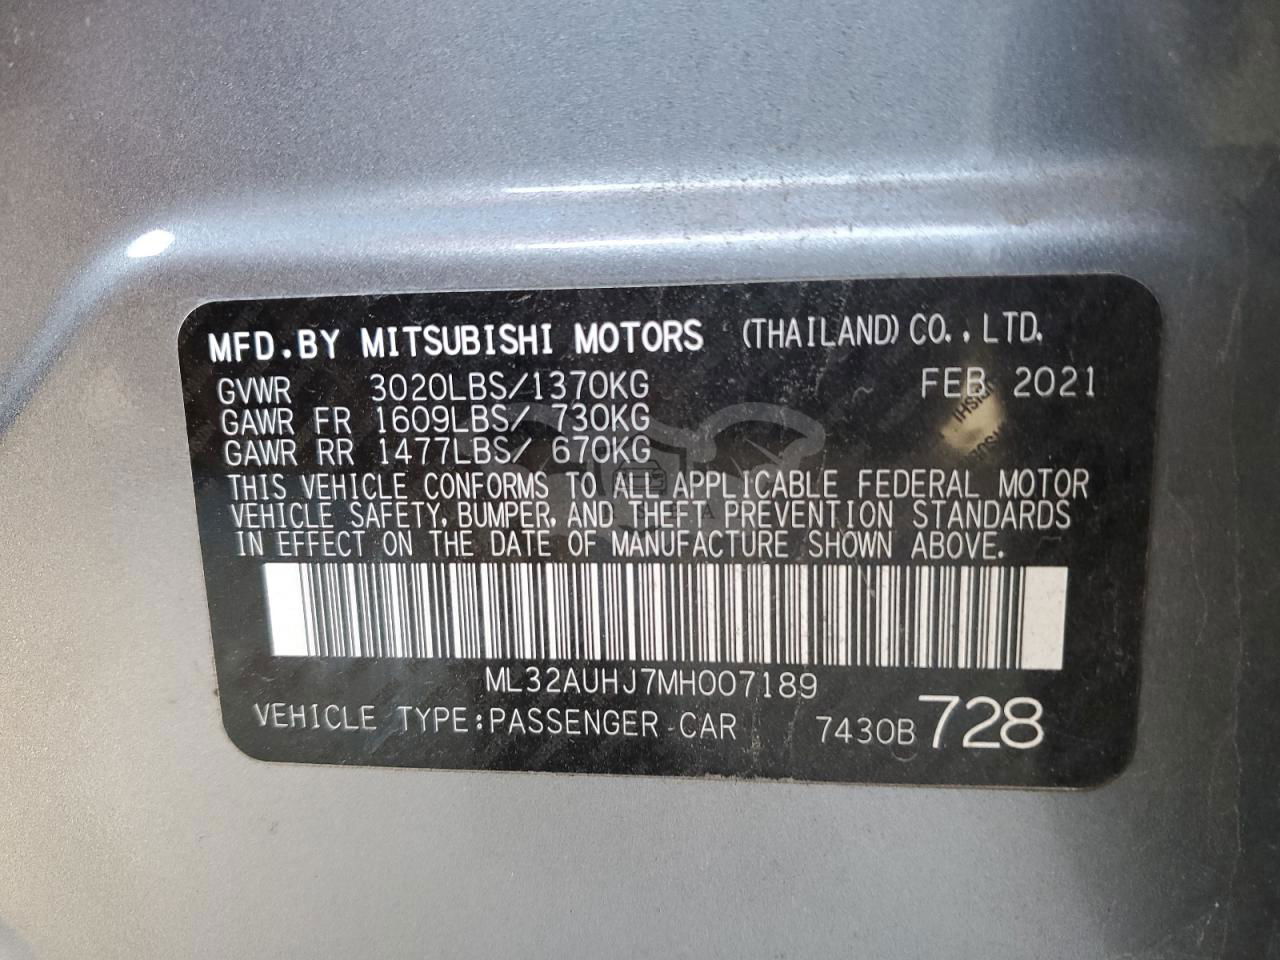 MFD.BY MITSUBISHI MOTORS (THAILAND) CO.,LTD.
GVWR 3020LBS/1370KG FEB 2021
GAWR FR 1609LBS/ 730KG
GAWR RR 1477LBS/ 670KG
THIS VEHICLE CONFORMS TO ALL APPLICABLE FEDERAL MOTOR
VEHICLE SAFETY, BUMPER, AND THEFT PREVENTION STANDARDS
IN EFFECT ON THE DATE OF MANUFACTURE SHOWN ABOVE.
ML32AUHJ7MH007189
VEHICLE TYPE:PASSENGER CAR 7430B 728